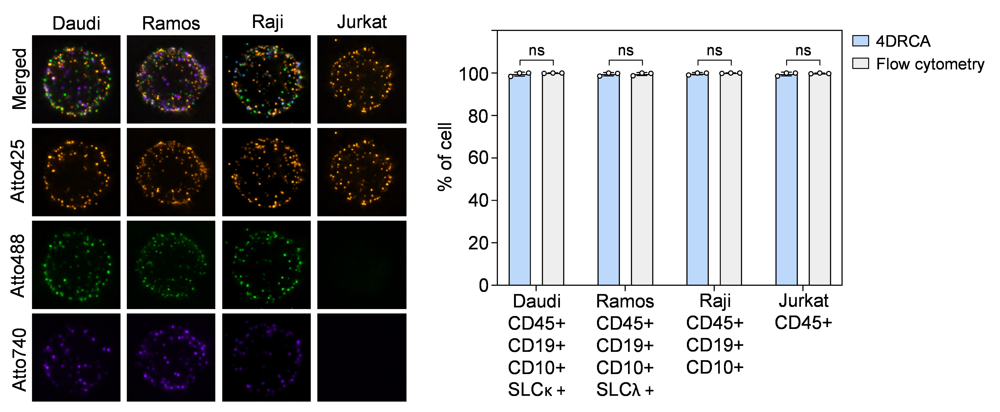 Daudi Ramos Raji Jurkat
Merged
Atto425
Atto488
Atto740
ns ns ns ns
4DRCA
Flow cytometry
% of cell
100
80
60
40
20
0
Daudi Ramos Raji Jurkat
CD45+ CD45+ CD45+ CD45+
CD19+ CD19+ CD19+
CD10+ CD10+ CD10+
SLCκ + SLCλ +